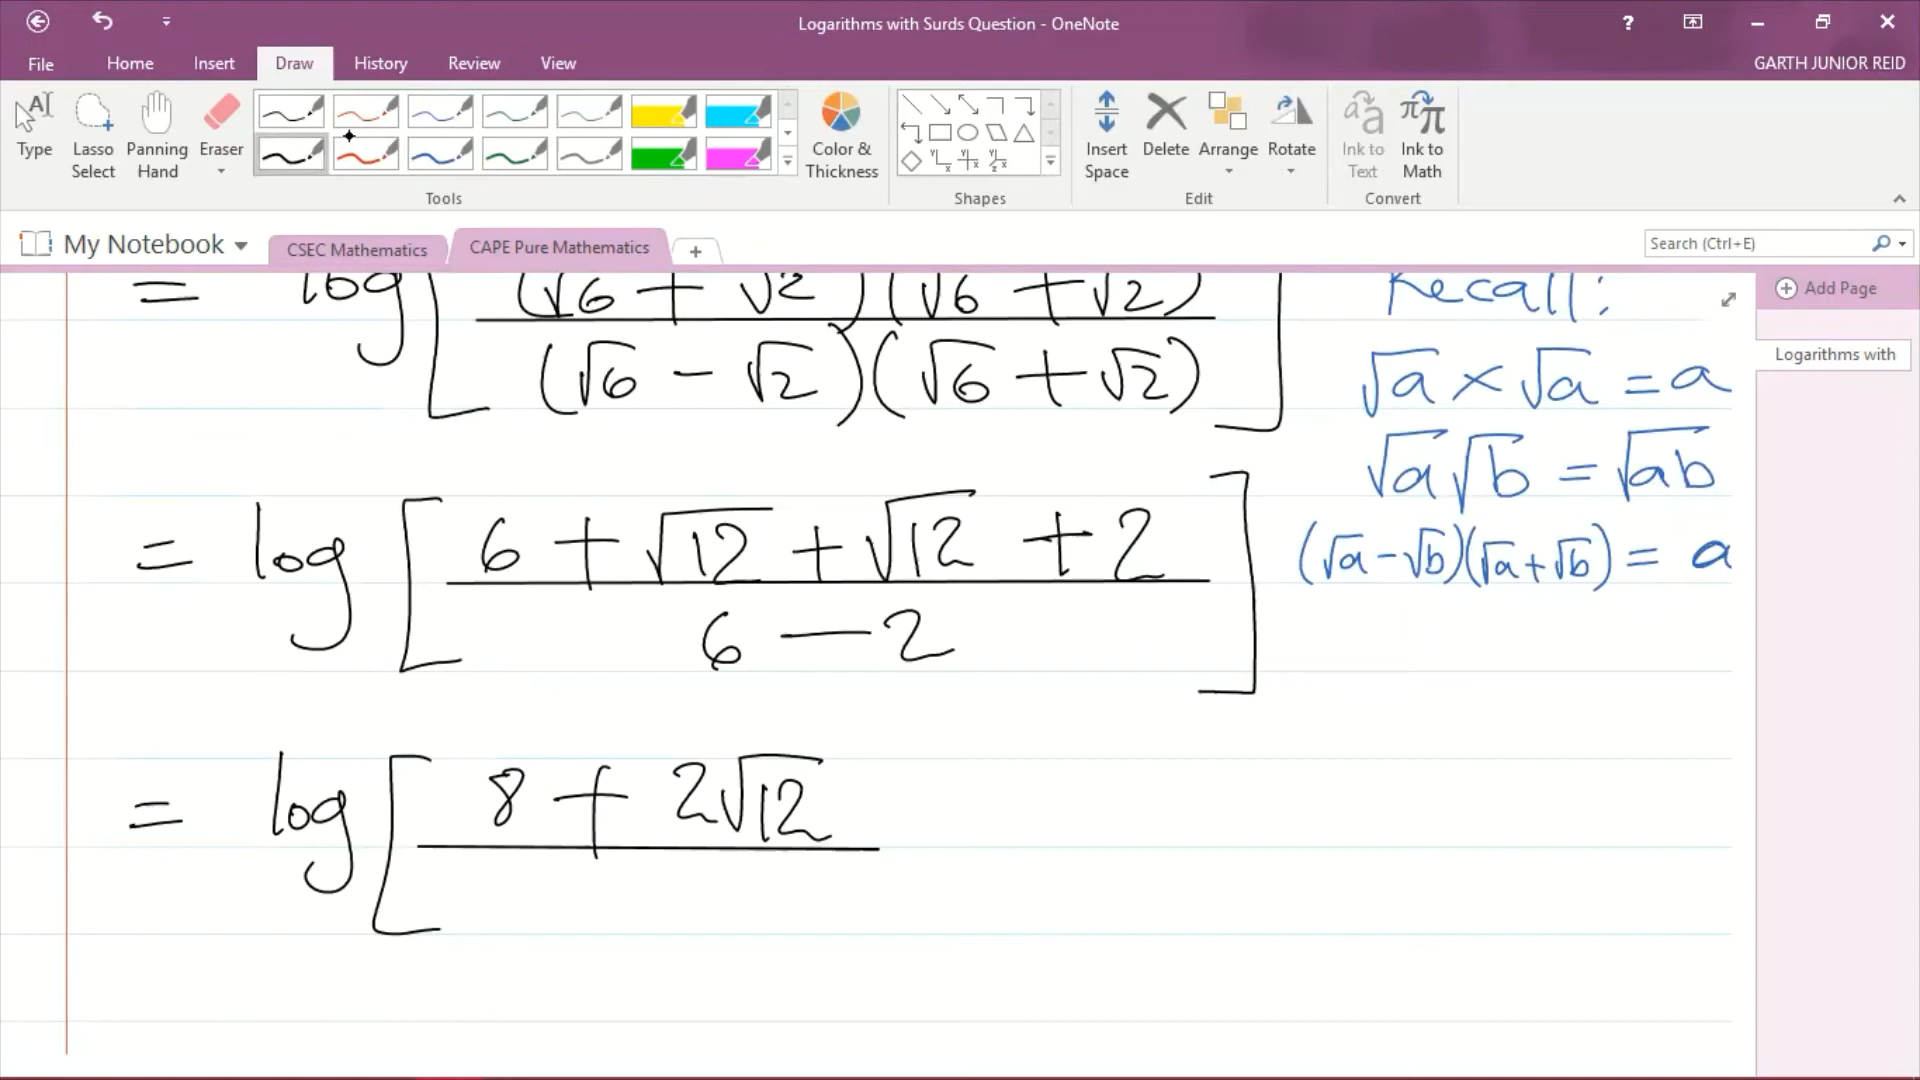 Logarithms with Surds Question - OneNote
?
File Home Insert Draw History Review View
GARTH JUNIOR REID
Type
Lasso Select
Panning Hand
Eraser
Color & Thickness
Insert Space
Delete
Arrange
Rotate
Ink to Text
Ink to Math
Tools
Shapes
Edit
Convert
My Notebook
CSEC Mathematics
CAPE Pure Mathematics
+
Search (Ctrl+E)
Add Page
Logarithms with
= log[ (√6 + √2)(√6 + √2)
(√6 − √2)(√6 + √2) ]
= log[ 6 + √12 + √12 + 2
6 − 2 ]
= log[ 8 + 2√12
Recall:
√a × √a = a
√a √b = √ab
(√a − √b)(√a + √b) = a